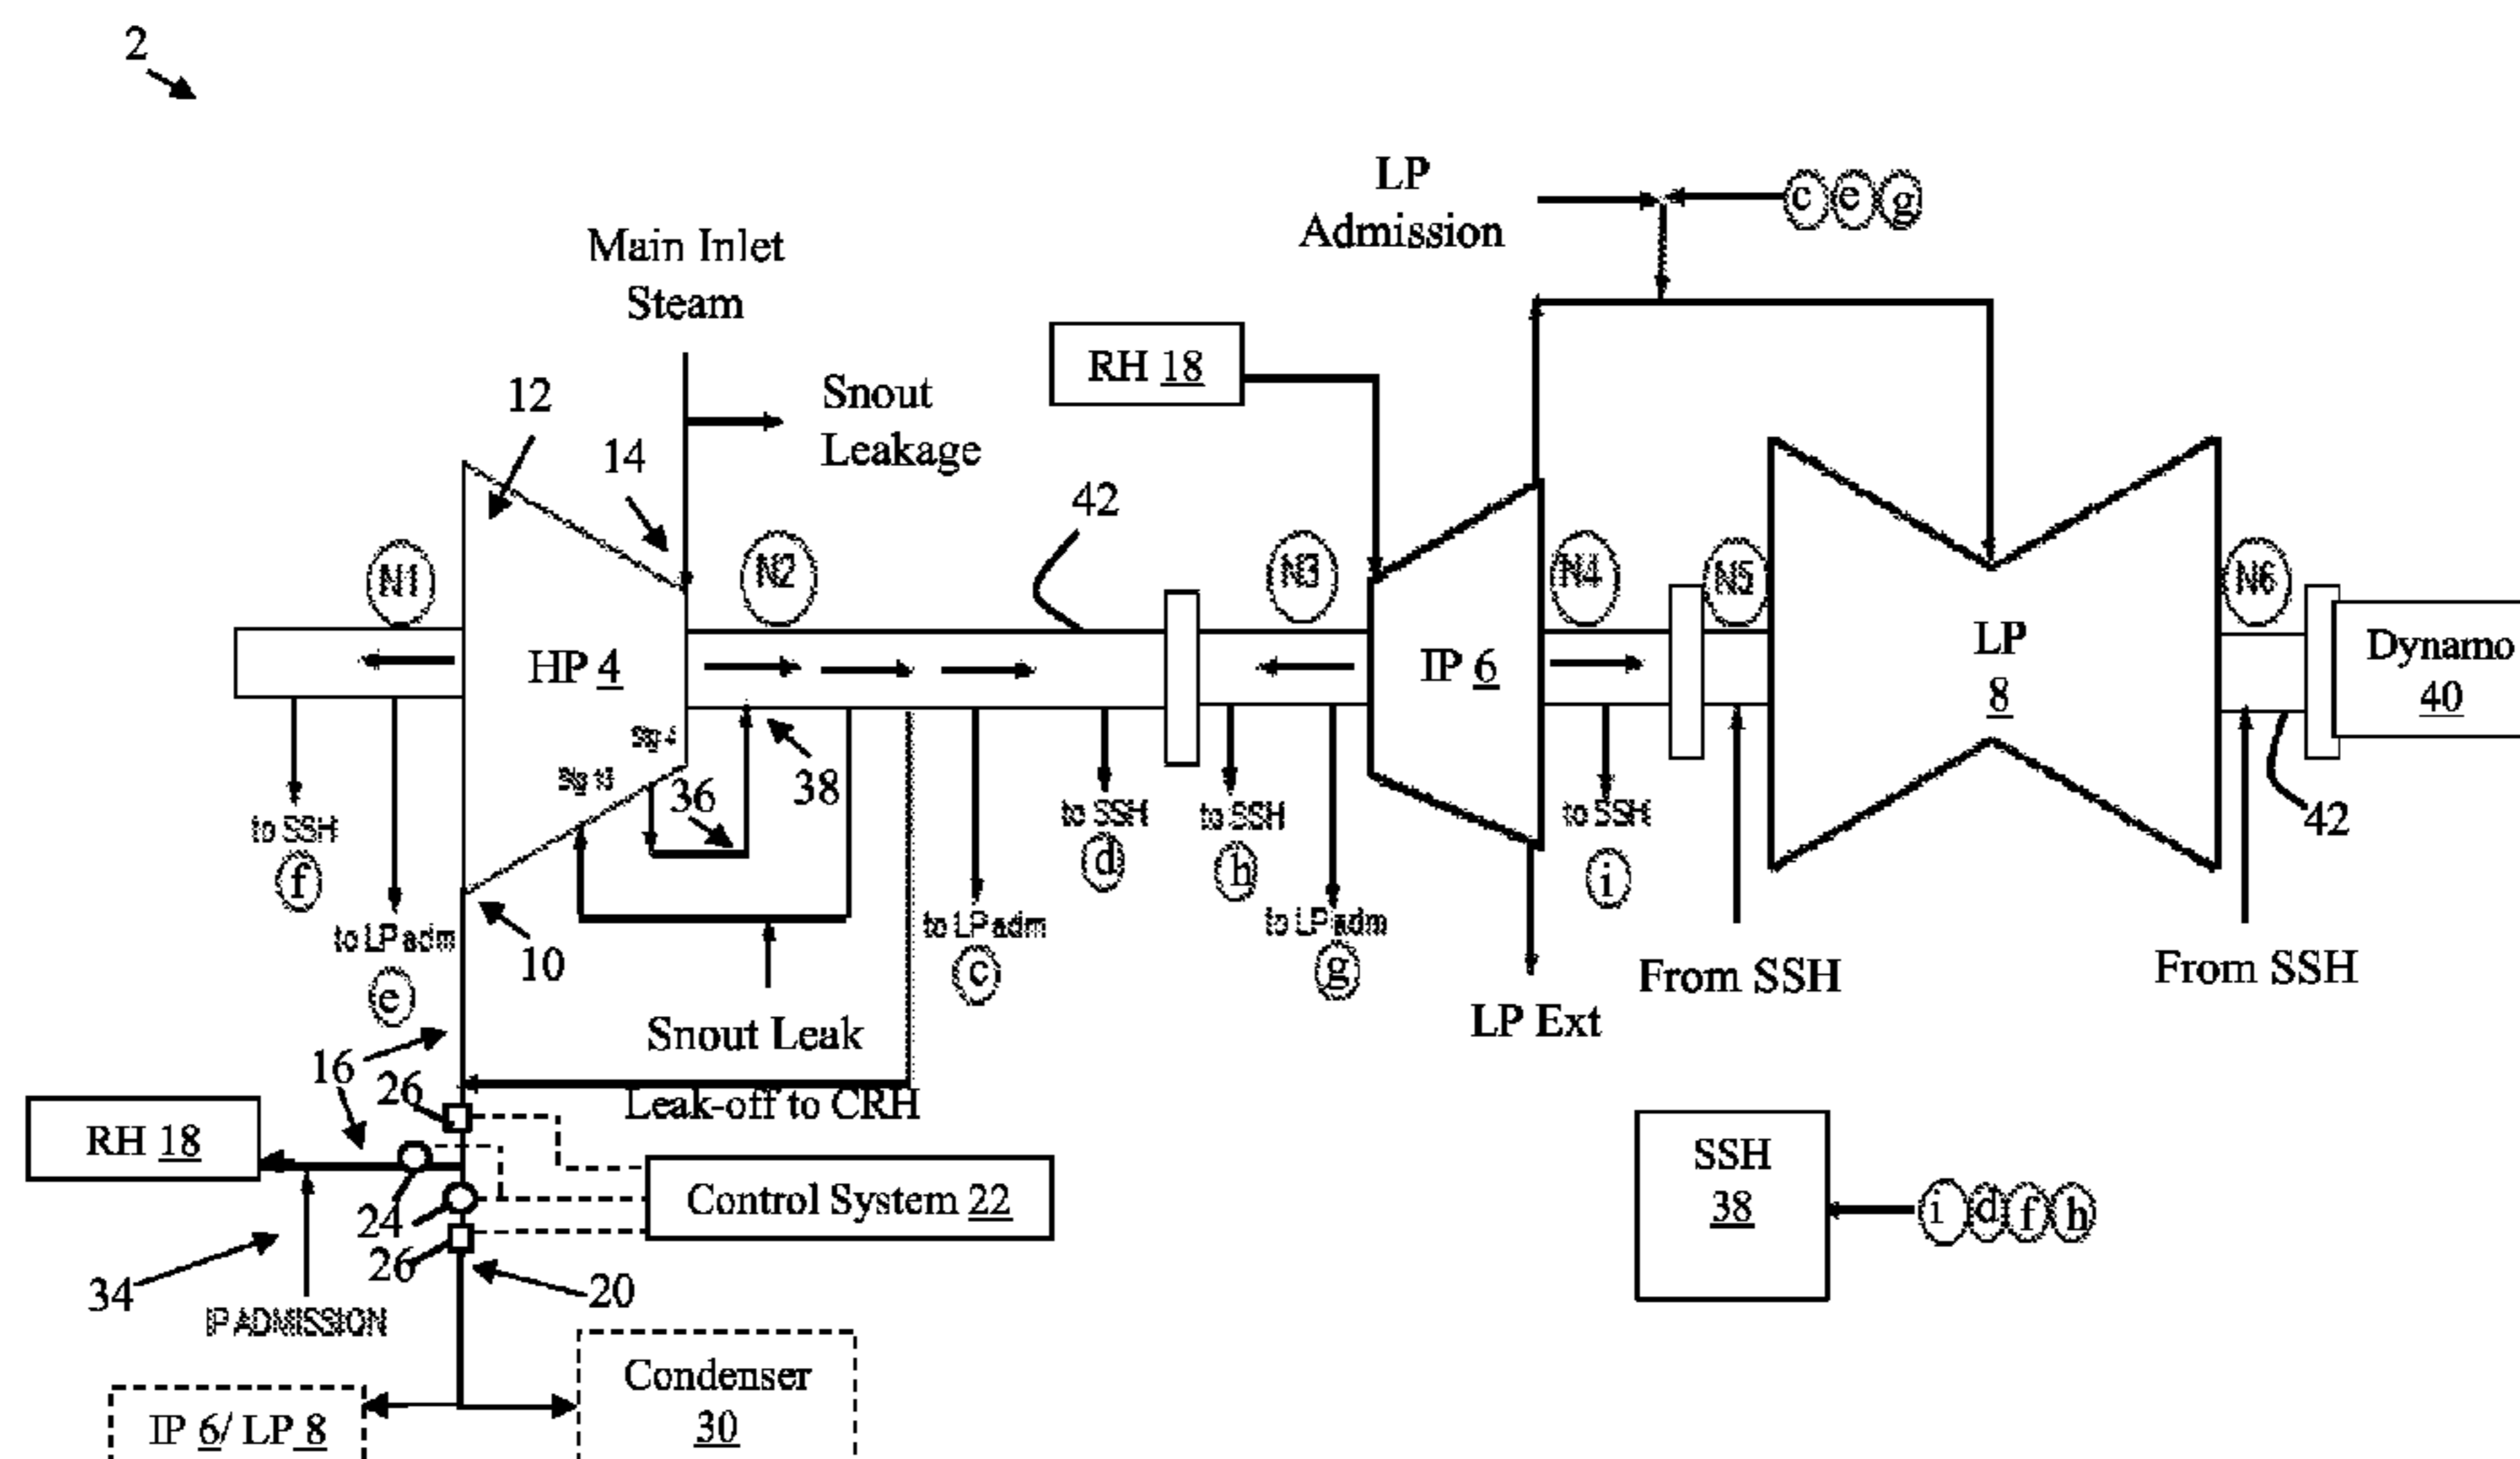 2
LP
Admission
c e g
Main Inlet
Steam
RH 18
Snout
Leakage
12
14
42
N1
N2
N3
N4
N5
N6
HP 4
IP 6
LP
8
Dynamo
40
36
38
to SSH
f
to LP adm
e
10
to LP adm
c
to SSH
d
to SSH
h
to LP adm
g
to SSH
i
42
LP Ext
From SSH
From SSH
Snout Leak
16
26
Leak-off to CRH
RH 18
24
26
Control System 22
SSH
38
i d f h
34
20
IP ADMISSION
Condenser
30
IP 6/ LP 8